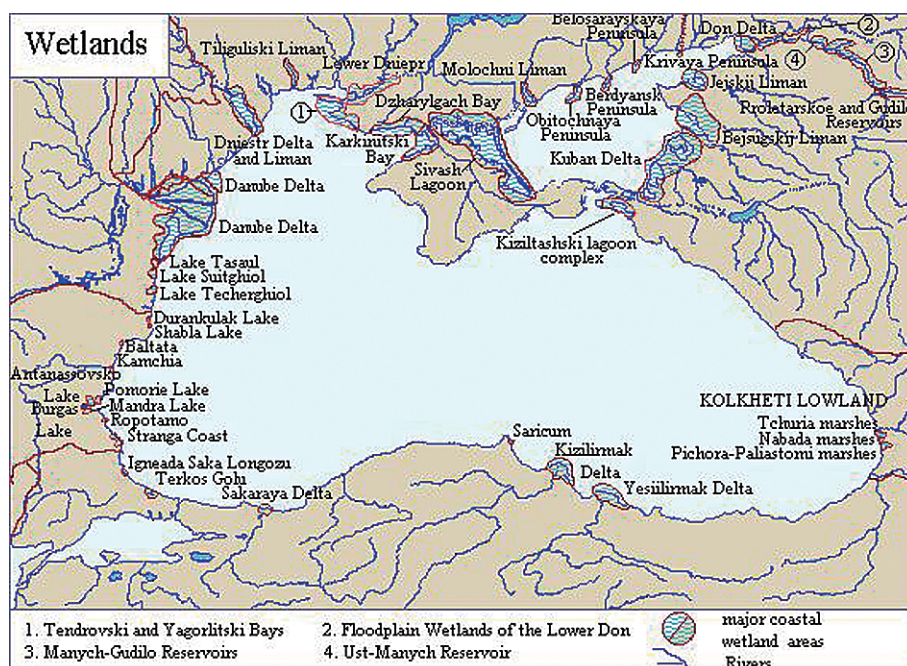 Wetlands
Belosarayskaya
Peninsula
Don Delta
2
Tiliguliski Liman
Lewer Dniepr
Molochni Liman
Krivaya Peninsula
4
3
Dzharylgach Bay
Berdyansk
Peninsula
Jejskij Liman
1
Obitochnaya
Peninsula
Rroletarskoe and Gudilo
Reservoirs
Dniestr Delta
and Liman
Karkinitski
Bay
Bejsugskij Liman
Sivash
Lagoon
Kuban Delta
Danube Delta
Danube Delta
Kiziltashski lagoon
complex
Lake Tasaul
Lake Suitghiol
Lake Techerghiol
Durankulak Lake
Shabla Lake
Baltata
Kamchia
Antanassovsko
Pomorie Lake
Lake
Burgas
Mandra Lake
Ropotamo
Lake
Stranga Coast
KOLKHETI LOWLAND
Tchuria marshes
Nabada marshes
Pichora-Paliastomi marshes
Saricum
Kizilirmak
Delta
Igneada Saka Longozu
Terkos Golu
Sakaraya Delta
Yesiilirmak Delta
1. Tendrovski and Yagorlitski Bays
2. Floodplain Wetlands of the Lower Don
3. Manych-Gudilo Reservoirs
4. Ust-Manych Reservoir
major coastal
wetland areas
Rivers